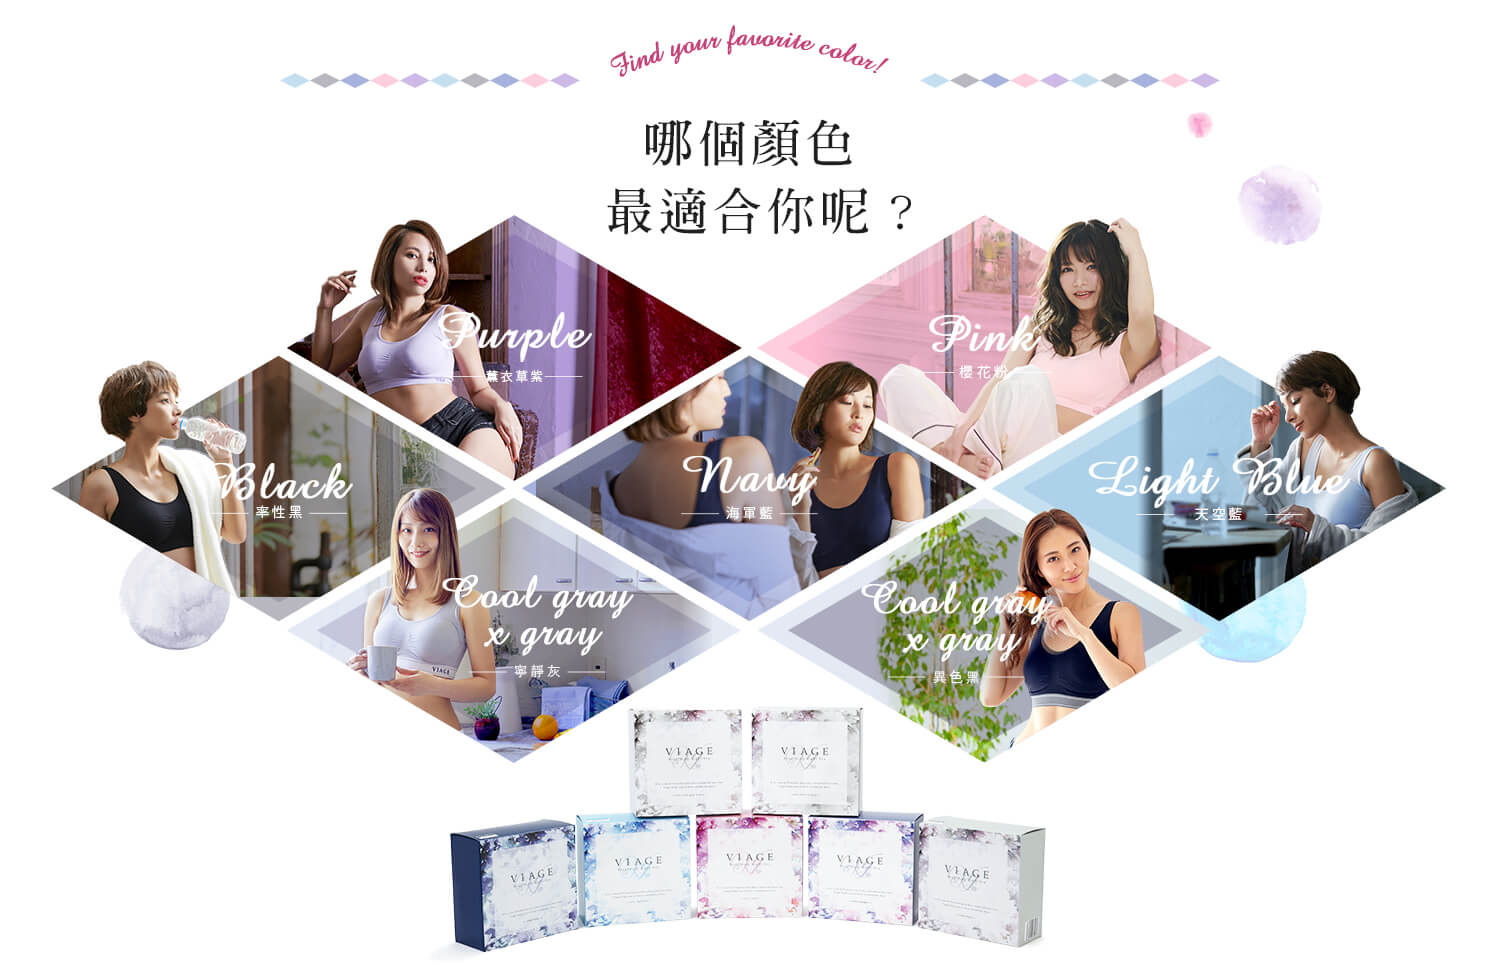 Find your favorite color!
哪個顏色
最適合你呢？
Purple
薰衣草紫
Pink
櫻花粉
Black
率性黑
Navy
海軍藍
Light Blue
天空藍
Cool gray
x gray
寧靜灰
VIAGE
Cool gray
x gray
異色黑
VIAGE
VIAGE
VIAGE
VIAGE
VIAGE
VIAGE
VIAGE